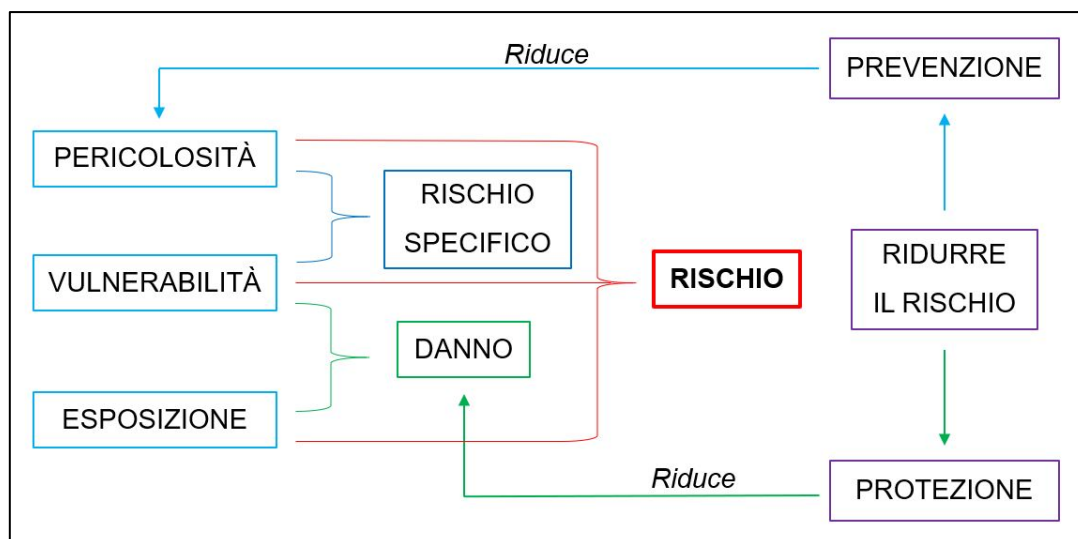 Riduce
PREVENZIONE
PERICOLOSITÀ
RISCHIO
SPECIFICO
VULNERABILITÀ
RISCHIO
RIDURRE
IL RISCHIO
DANNO
ESPOSIZIONE
Riduce
PROTEZIONE